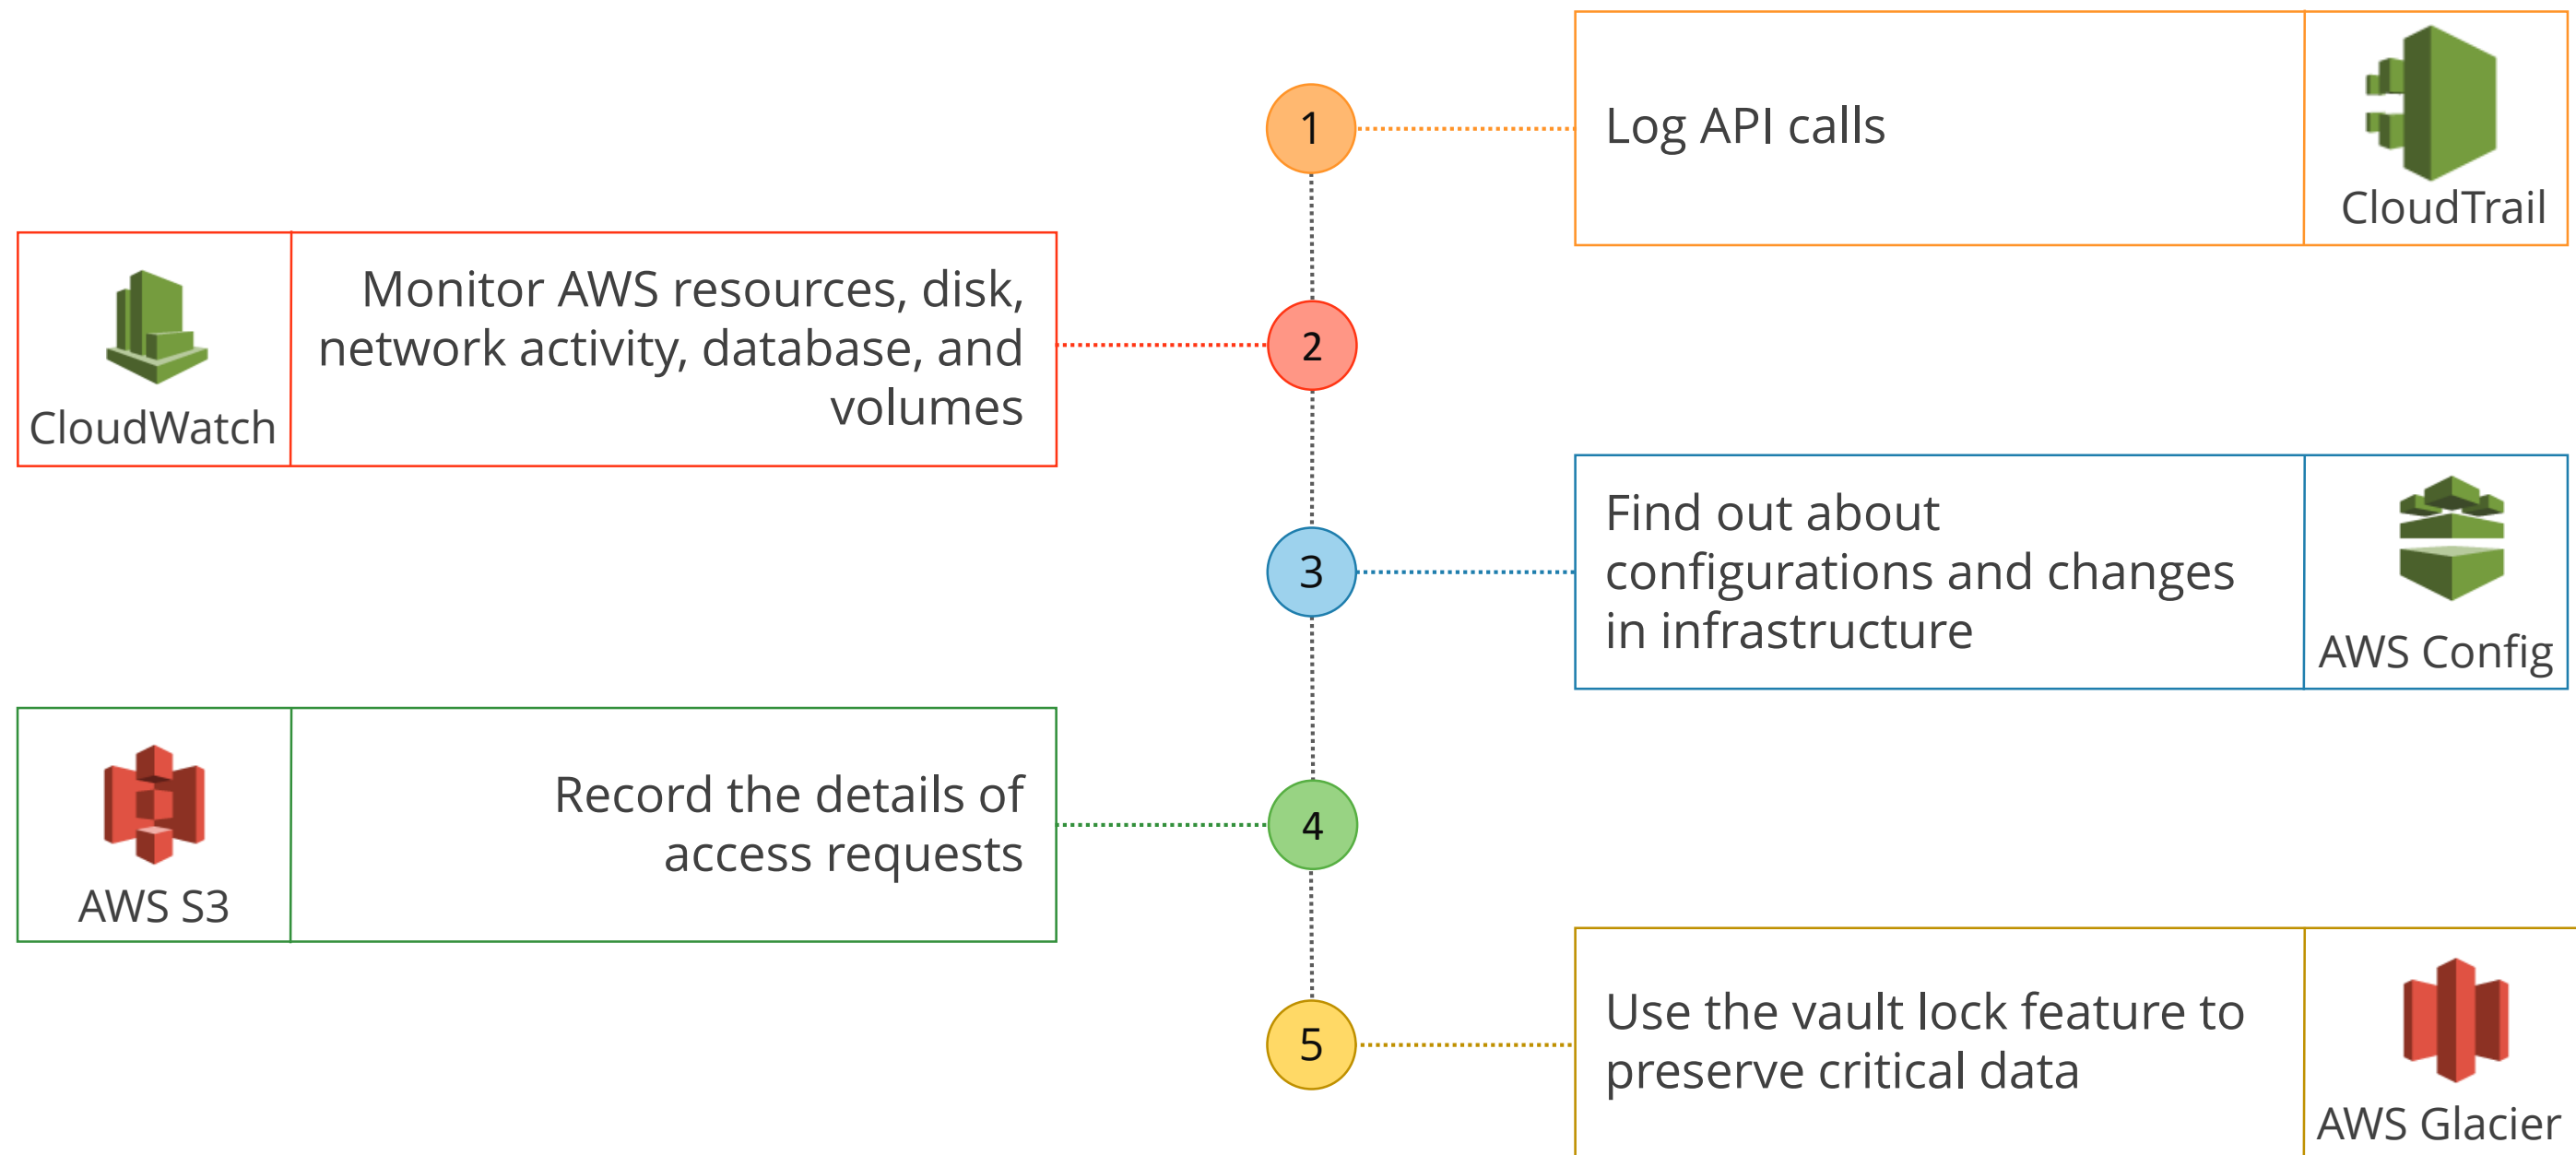 1
Log API calls
CloudTrail
CloudWatch
Monitor AWS resources, disk,
network activity, database, and
volumes
2
3
Find out about
configurations and changes
in infrastructure
AWS Config
AWS S3
Record the details of
access requests
4
5
Use the vault lock feature to
preserve critical data
AWS Glacier